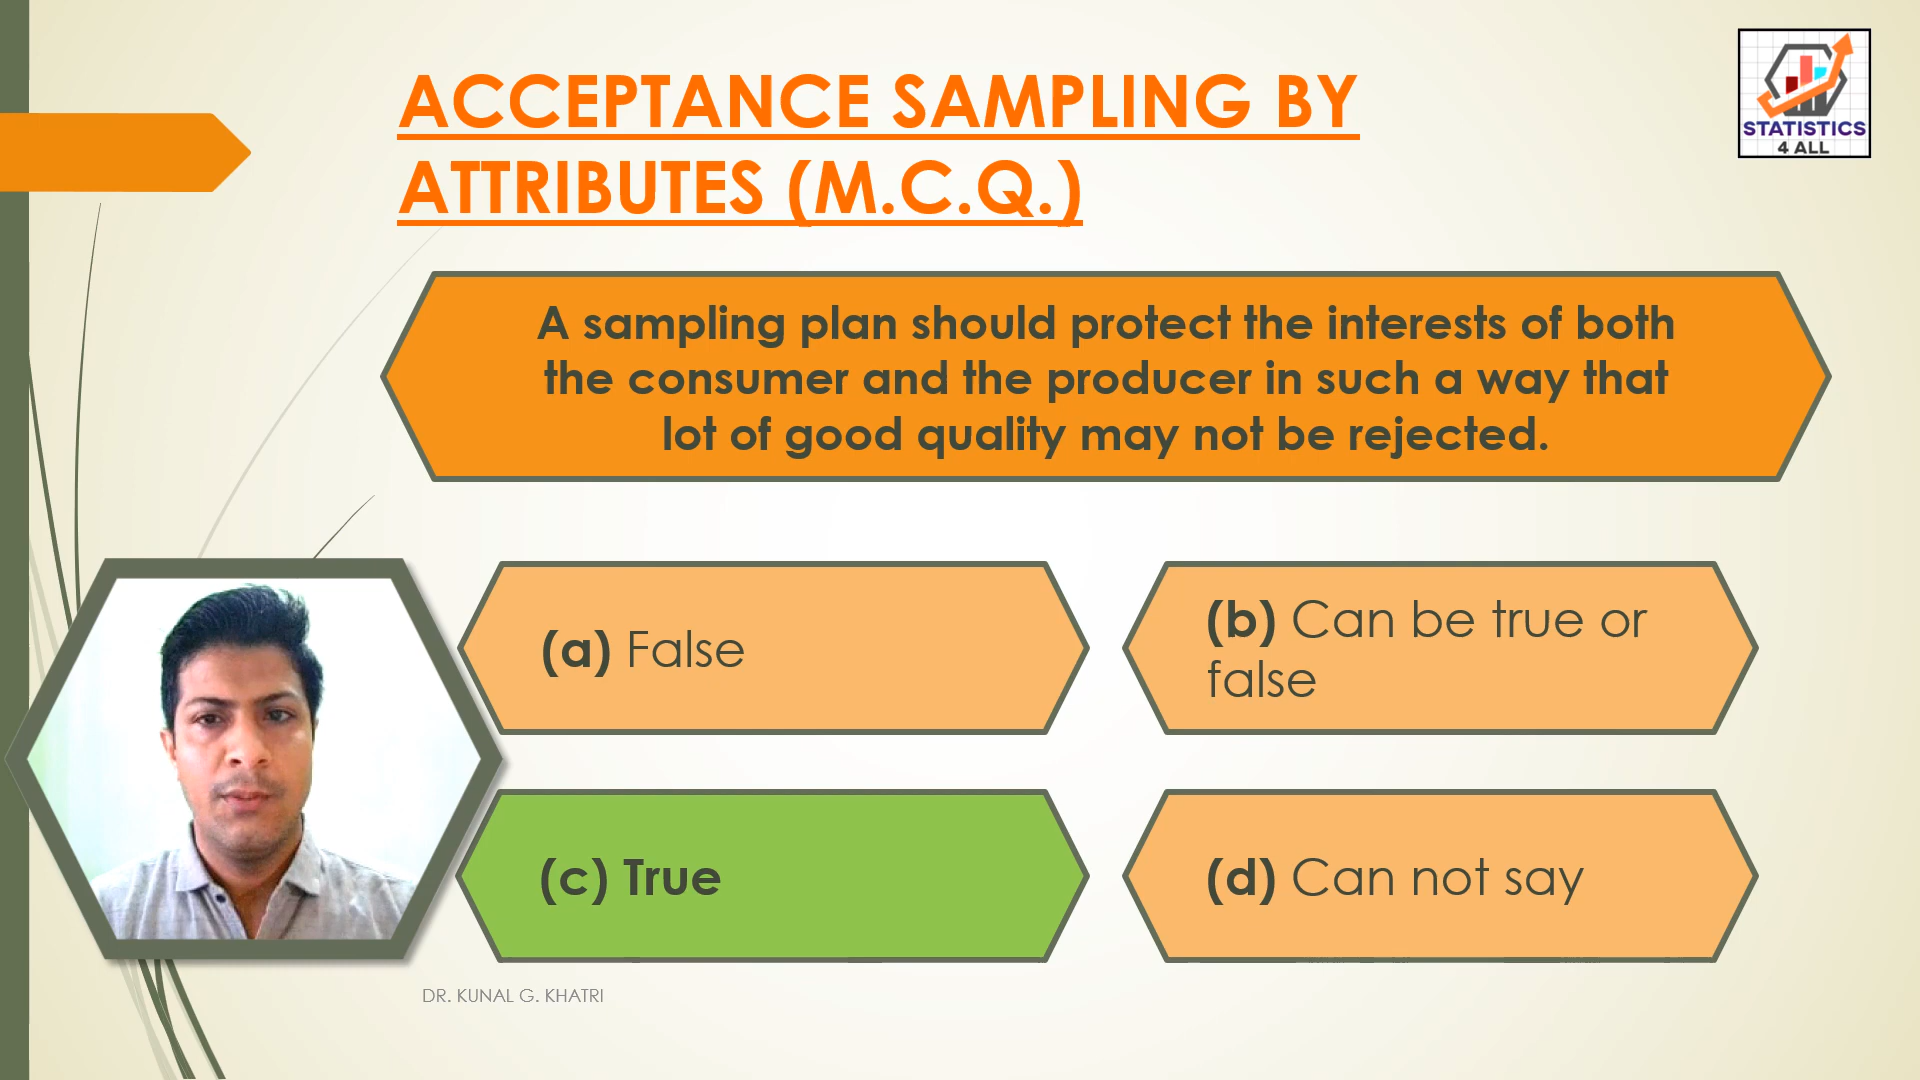 ACCEPTANCE SAMPLING BY
ATTRIBUTES (M.C.Q.)
STATISTICS
4 ALL
A sampling plan should protect the interests of both
the consumer and the producer in such a way that
lot of good quality may not be rejected.
(a) False
(b) Can be true or
false
(c) True
(d) Can not say
DR. KUNAL G. KHATRI